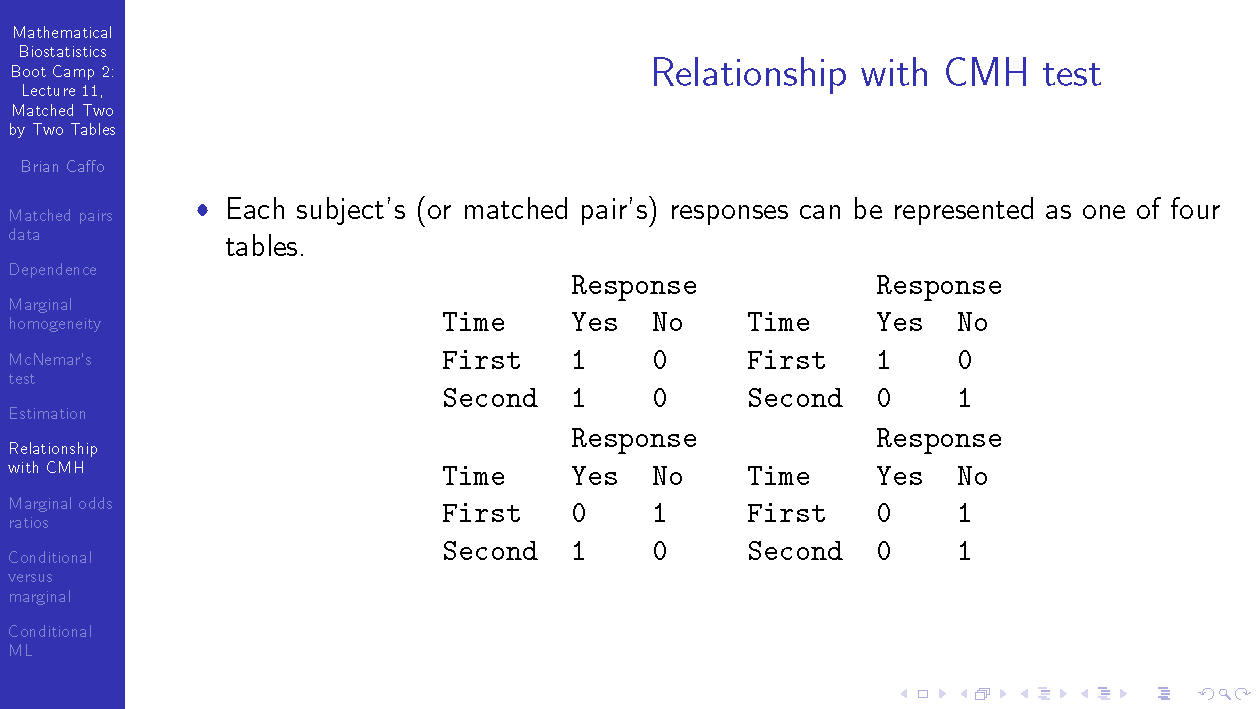 Mathematical
Biostatistics
Boot Camp 2:
Lecture 11,
Matched Two
by Two Tables
Brian Caffo
Matched pairs
data
Dependence
Marginal
homogeneity
McNemar's
test
Estimation
Relationship
with CMH
Marginal odds
ratios
Conditional
versus
marginal
Conditional
ML
Relationship with CMH test
• Each subject's (or matched pair's) responses can be represented as one of four
tables.
Response Response
Time Yes No Time Yes No
First 1 0 First 1 0
Second 1 0 Second 0 1
Response Response
Time Yes No Time Yes No
First 0 1 First 0 1
Second 1 0 Second 0 1